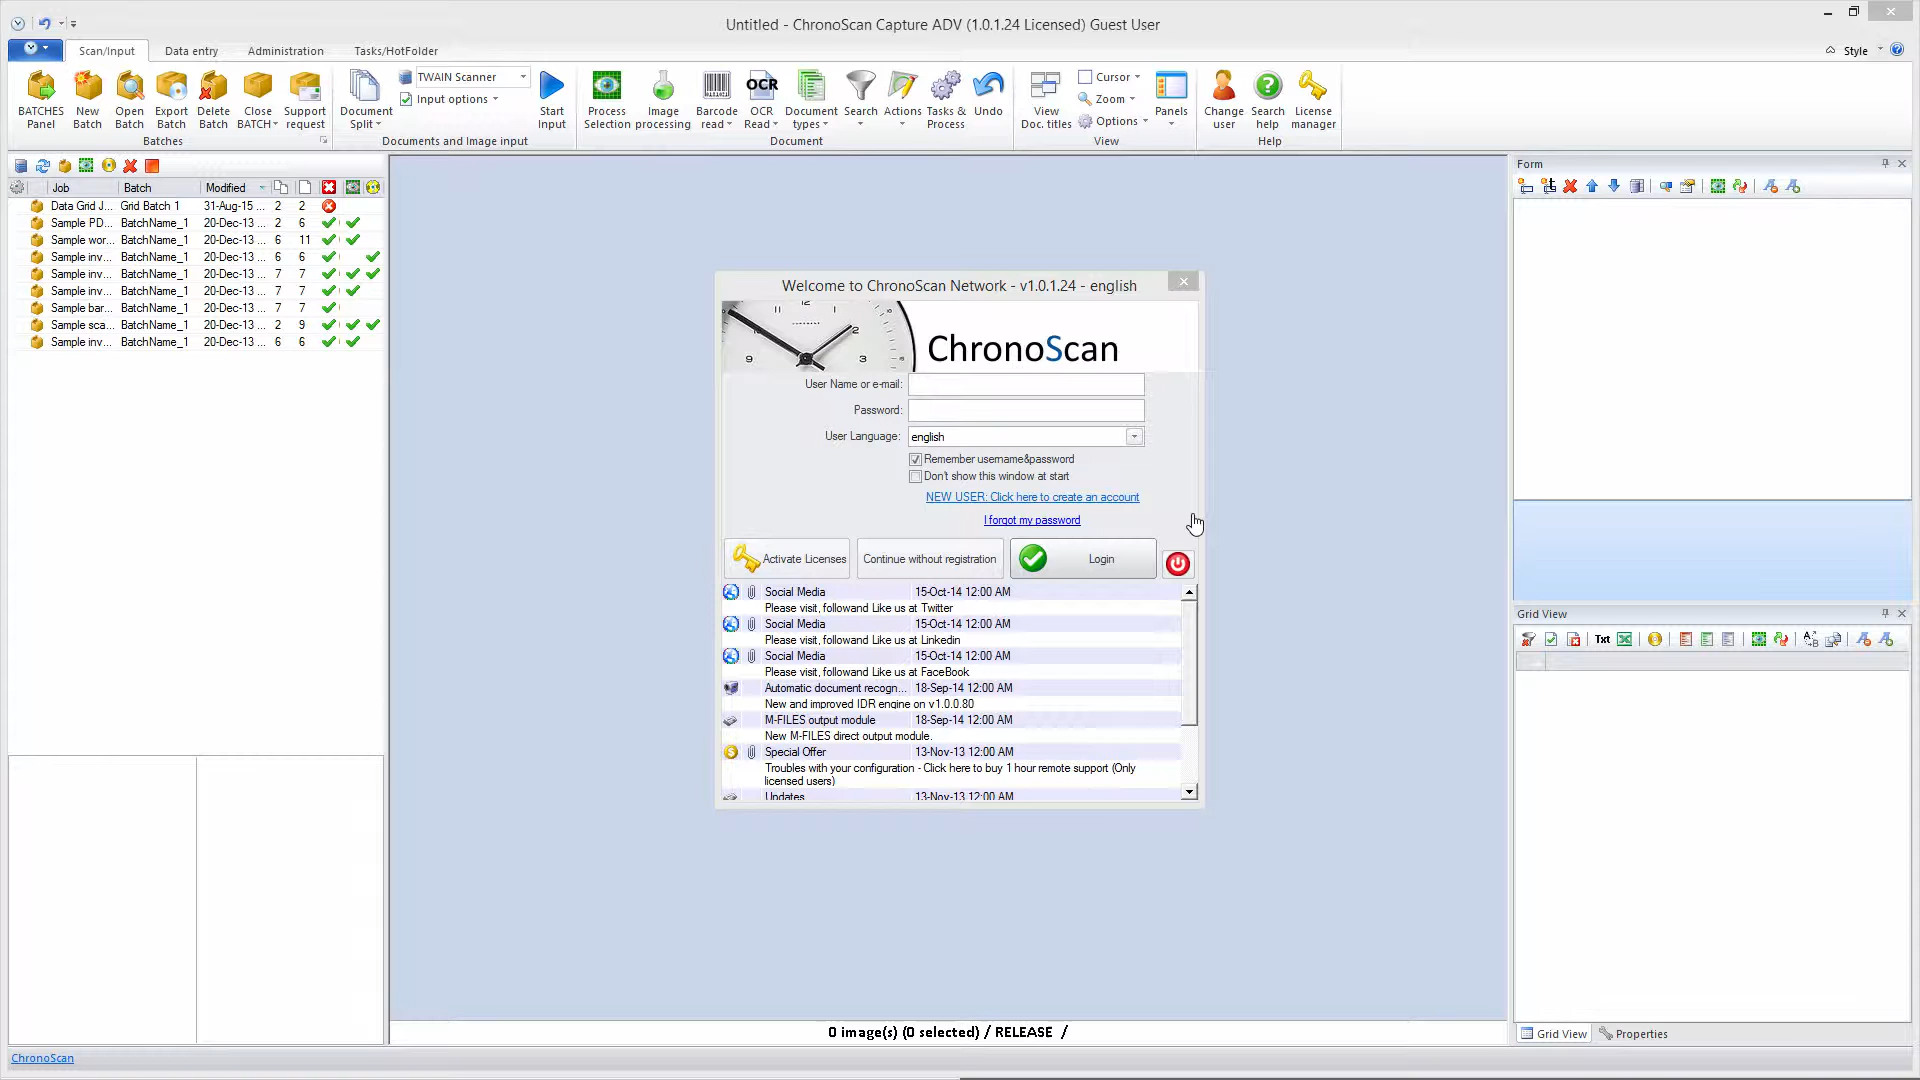 Untitled - ChronoScan Capture ADV (1.0.1.24 Licensed) Guest User
Scan/Input Data entry Administration Tasks/HotFolder Style
BATCHES Panel New Batch Open Batch Export Batch Delete Batch Close BATCH Support request
Batches
Document Split TWAIN Scanner Input options Start Input
Documents and Image input
Process Selection Image processing Barcode read OCR OCR Read Document types Search Actions Tasks & Process Undo
Document
View Doc. titles Cursor Zoom Options Panels
View
Change user Search help License manager
Help
Job Batch Modified
Data Grid J... Grid Batch 1 31-Aug-15 ... 2 2
Sample PD... BatchName_1 20-Dec-13 ... 2 6
Sample wor... BatchName_1 20-Dec-13 ... 6 11
Sample inv... BatchName_1 20-Dec-13 ... 6 6
Sample inv... BatchName_1 20-Dec-13 ... 7 7
Sample inv... BatchName_1 20-Dec-13 ... 7 7
Sample bar... BatchName_1 20-Dec-13 ... 7 7
Sample sca... BatchName_1 20-Dec-13 ... 2 9
Sample inv... BatchName_1 20-Dec-13 ... 6 6
Welcome to ChronoScan Network - v1.0.1.24 - english
12 11 1 2 9 3
ChronoScan
User Name or e-mail:
Password:
User Language: english
Remember username&password
Don't show this window at start
NEW USER: Click here to create an account
I forgot my password
Activate Licenses Continue without registration Login
Social Media 15-Oct-14 12:00 AM
Please visit, followand Like us at Twitter
Social Media 15-Oct-14 12:00 AM
Please visit, followand Like us at Linkedin
Social Media 15-Oct-14 12:00 AM
Please visit, followand Like us at FaceBook
Automatic document recogn... 18-Sep-14 12:00 AM
New and improved IDR engine on v1.0.0.80
M-FILES output module 18-Sep-14 12:00 AM
New M-FILES direct output module.
Special Offer 13-Nov-13 12:00 AM
Troubles with your configuration - Click here to buy 1 hour remote support (Only
licensed users)
Updates 13-Nov-13 12:00 AM
Form
Grid View
Txt
Grid View Properties
0 image(s) (0 selected) / RELEASE /
ChronoScan